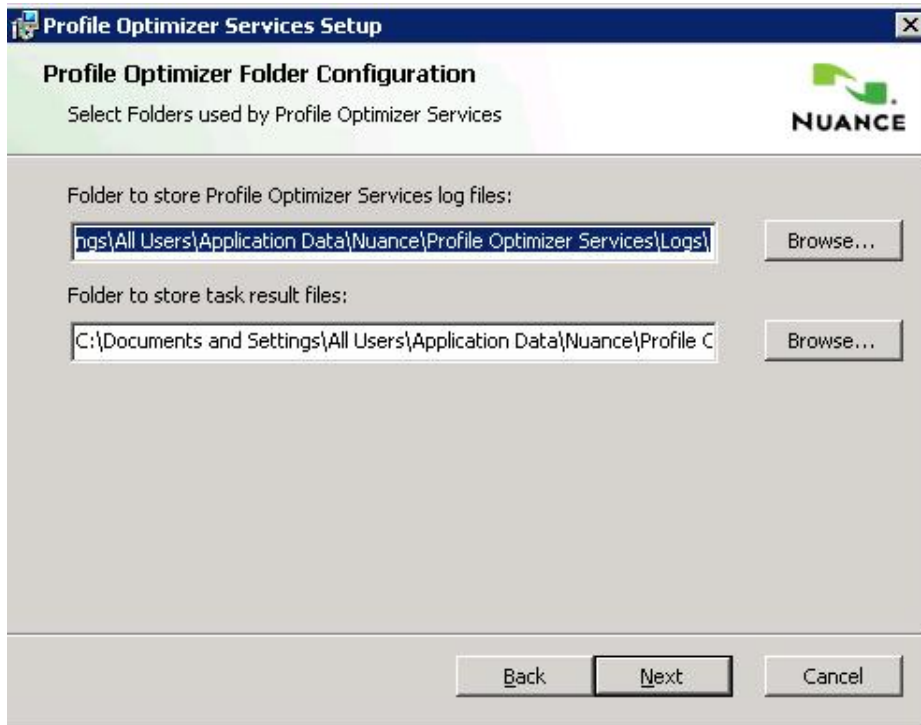 Profile Optimizer Services Setup
Profile Optimizer Folder Configuration
Select Folders used by Profile Optimizer Services
NUANCE
Folder to store Profile Optimizer Services log files:
ngs\All Users\Application Data\Nuance\Profile Optimizer Services\Logs\
Browse...
Folder to store task result files:
C:\Documents and Settings\All Users\Application Data\Nuance\Profile C
Browse...
Back
Next
Cancel